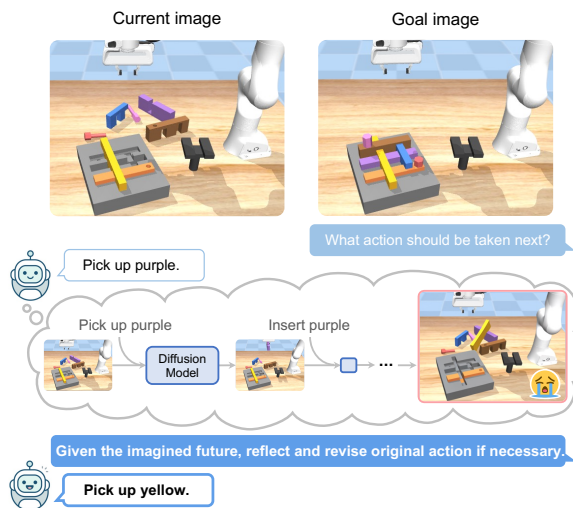 Current image
Goal image
What action should be taken next?
Pick up purple.
Pick up purple
Insert purple
Diffusion
Model
...
Given the imagined future, reflect and revise original action if necessary.
Pick up yellow.